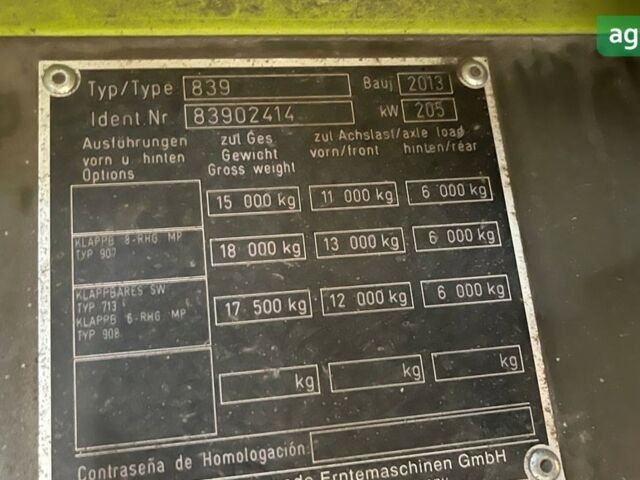 ag
Typ/Type 839 Bauj 2013
Ident.Nr. 83902414 kW 205
Ausführungen vorn u hinten Options
zul Ges Gewicht Gross weight
zul Achslast/axle load
vorn/front hinten/rear
15 000 kg 11 000 kg 6 000 kg
KLAPPB 8-RHG MP
TYP 907
18 000 kg 13 000 kg 6 000 kg
KLAPPBARES SW
TYP 713
KLAPPB 6-RHG MP
TYP 908
17 500 kg 12 000 kg 6 000 kg
kg kg kg
Contraseña de Homologación
Erntemaschinen GmbH